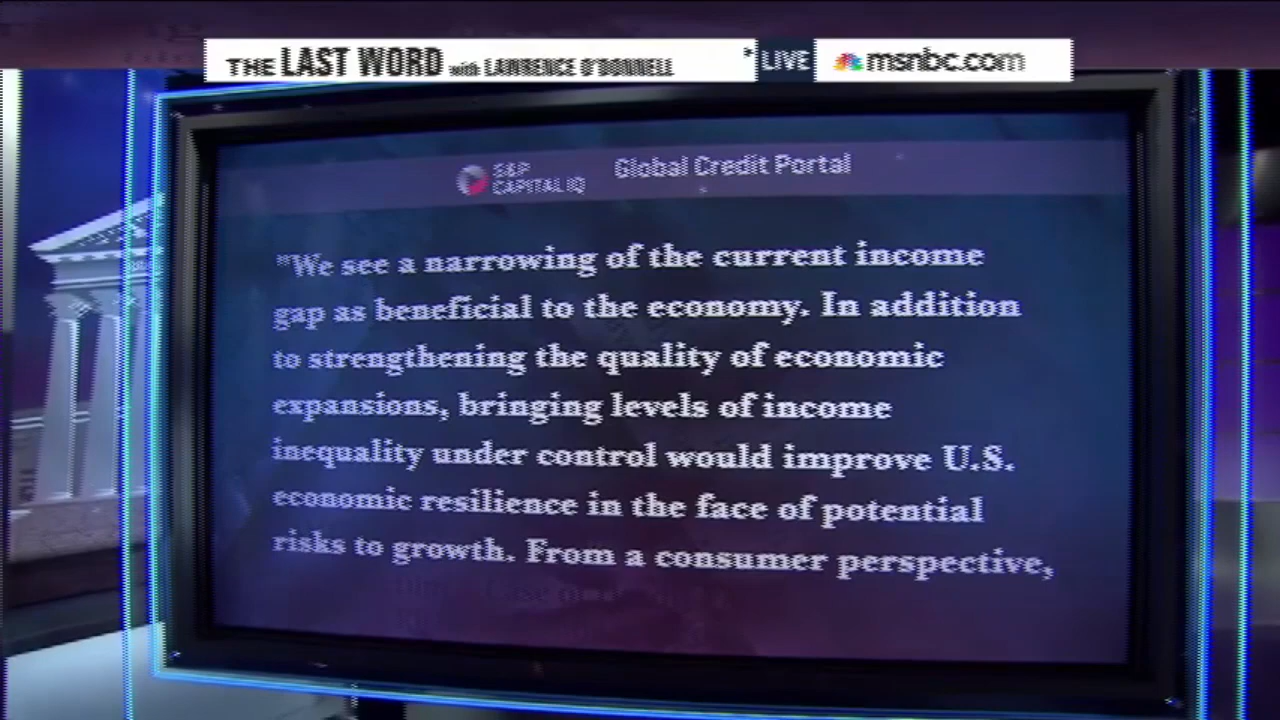 THE LAST WORD with LAWRENCE O'DONNELL LIVE msnbc.com
S&P
CAPITAL IQ
Global Credit Portal
"We see a narrowing of the current income
gap as beneficial to the economy. In addition
to strengthening the quality of economic
expansions, bringing levels of income
inequality under control would improve U.S.
economic resilience in the face of potential
risks to growth. From a consumer perspective,